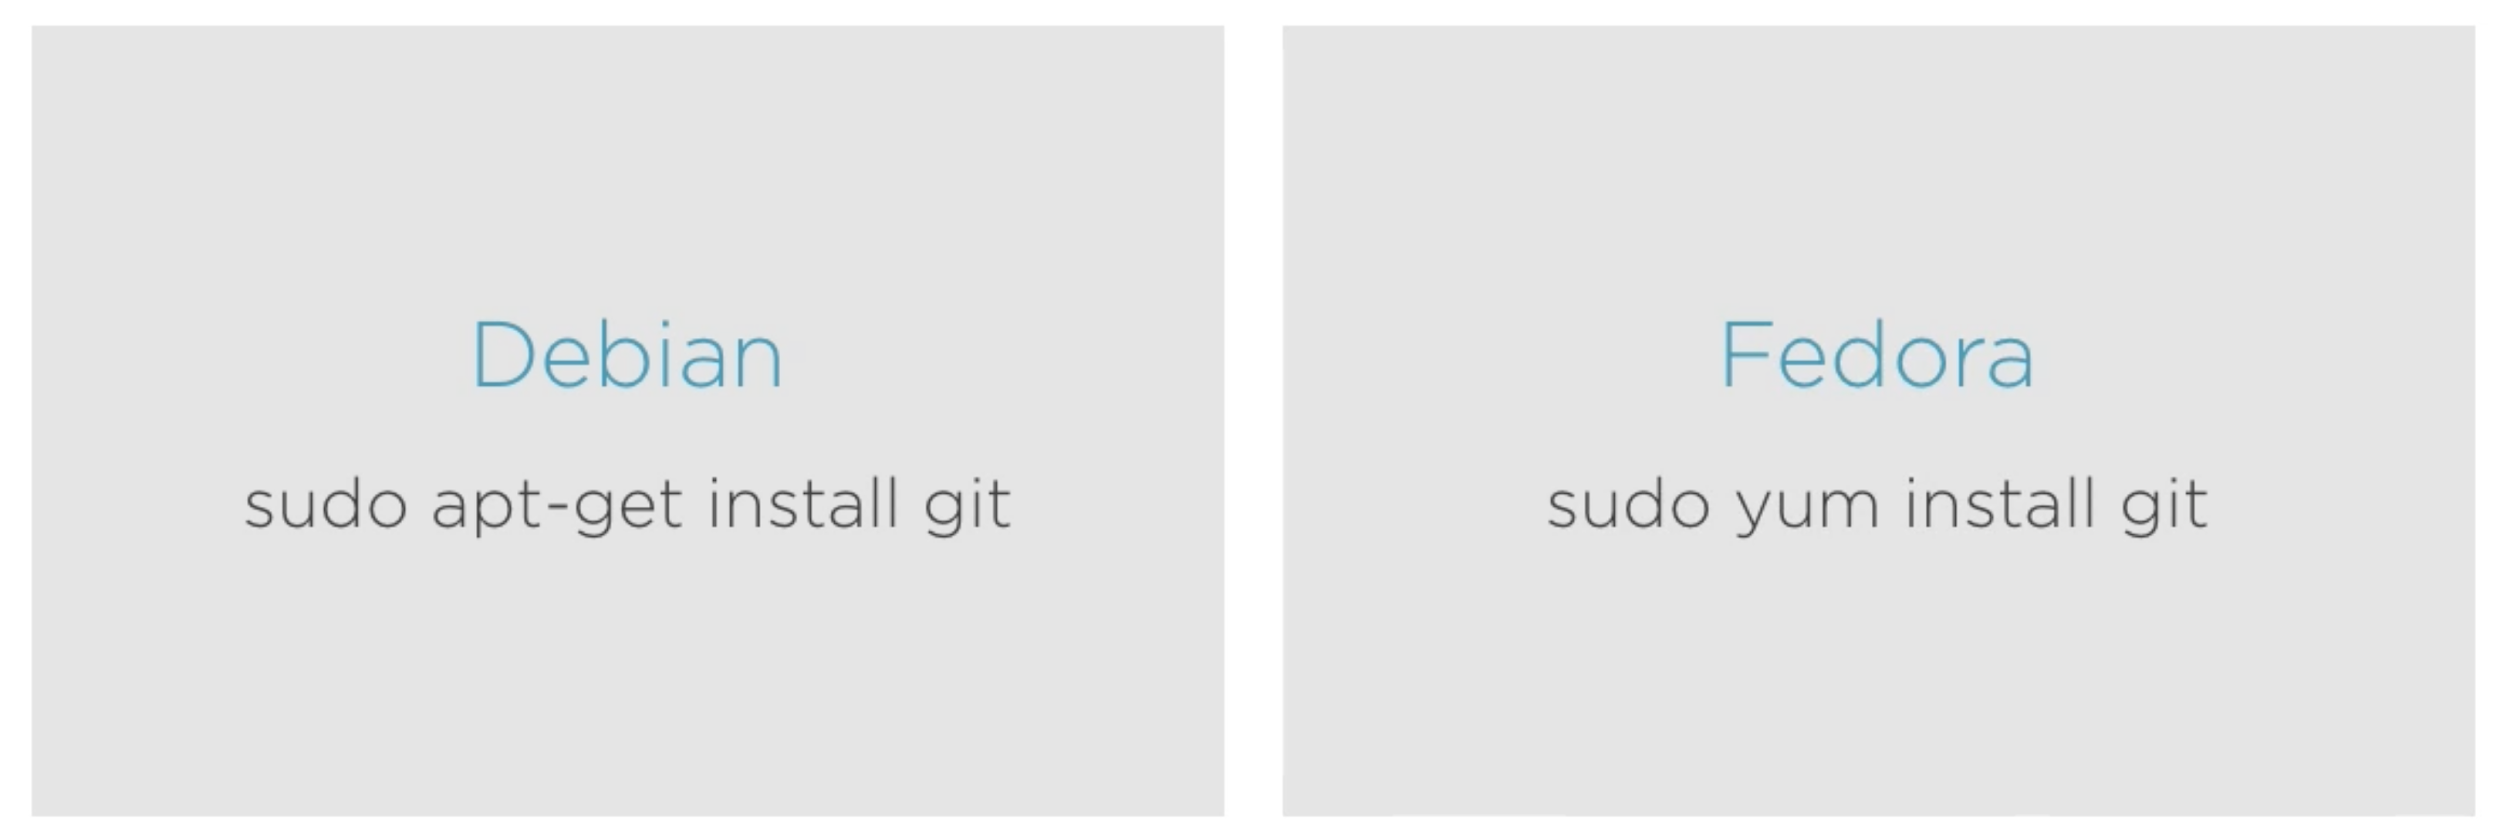 Debian
sudo apt-get install git
Fedora
sudo yum install git